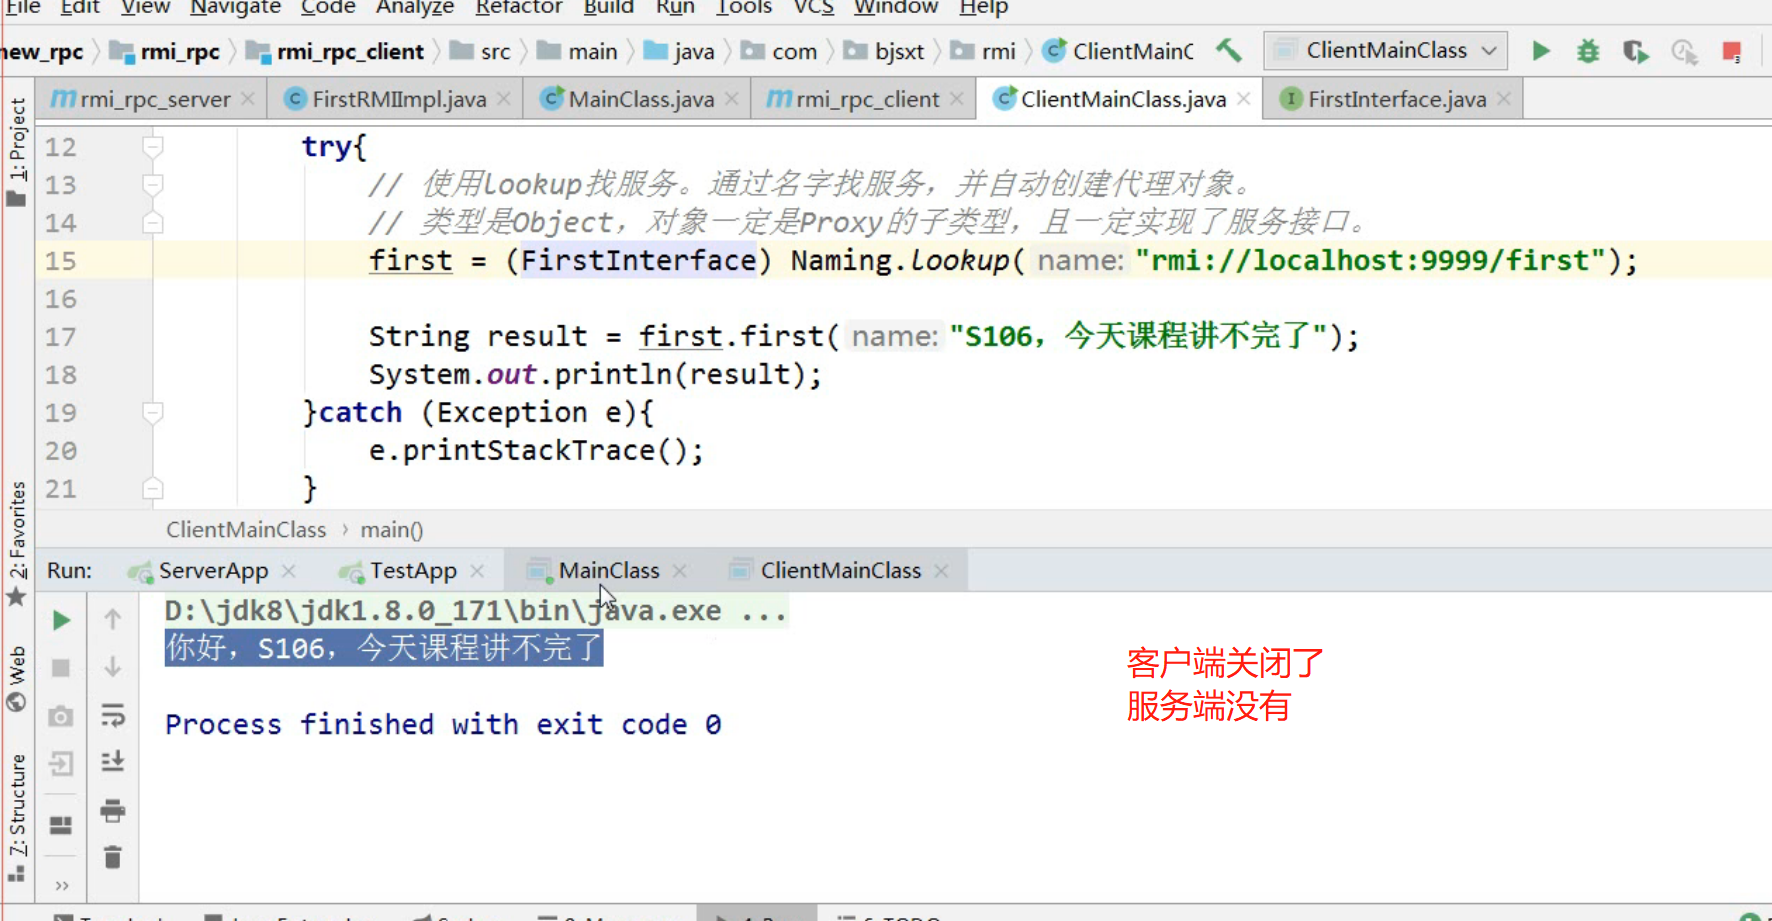 File Edit View Navigate Code Analyze Refactor Build Run Tools VCS Window Help
new_rpc rmi_rpc rmi_rpc_client src main java com bjsxt rmi ClientMainC ClientMainClass
rmi_rpc_server FirstRMIImpl.java MainClass.java rmi_rpc_client ClientMainClass.java FirstInterface.java
1: Project
12 try{
13 // 使用lookup找服务。通过名字找服务，并自动创建代理对象。
14 // 类型是Object，对象一定是Proxy的子类型，且一定实现了服务接口。
15 first = (FirstInterface) Naming.lookup( name: "rmi://localhost:9999/first");
16
17 String result = first.first( name: "S106，今天课程讲不完了");
18 System.out.println(result);
19 }catch (Exception e){
20 e.printStackTrace();
21 }
2: Favorites
ClientMainClass › main()
Run: ServerApp TestApp MainClass ClientMainClass
D:\jdk8\jdk1.8.0_171\bin\java.exe ...
你好，S106，今天课程讲不完了
Web
客户端关闭了
服务端没有
Process finished with exit code 0
7: Structure
»